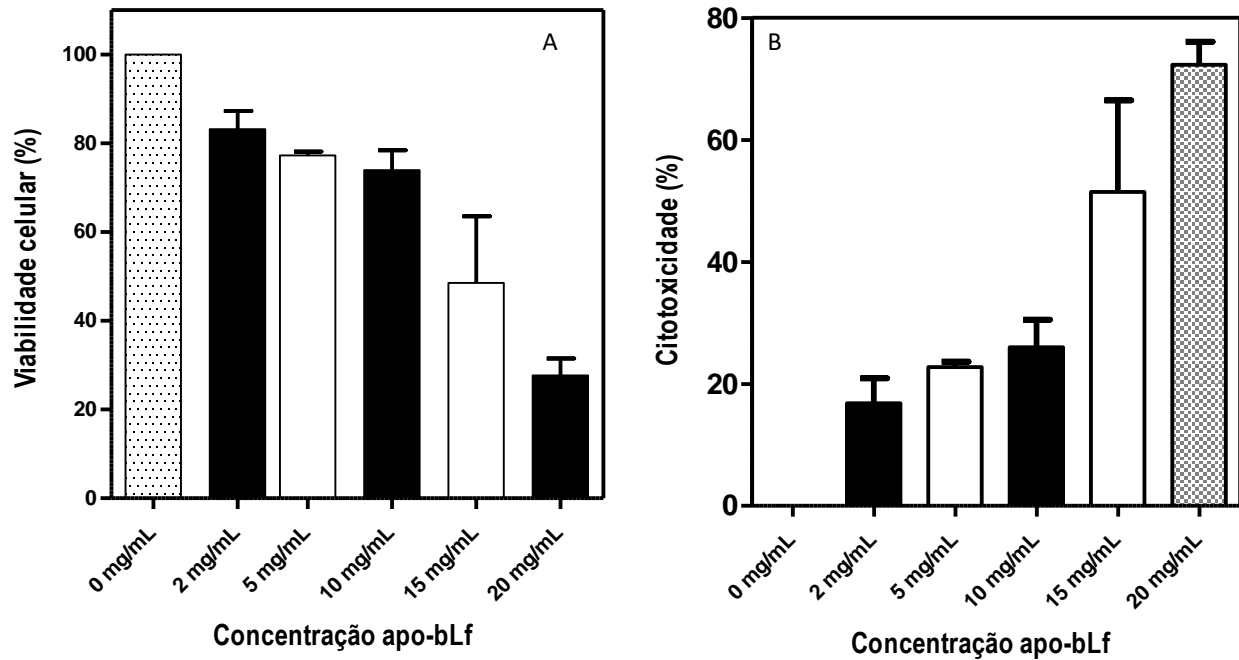 A
Viabilidade celular (%)
100
80
60
40
20
0
0 mg/mL
2 mg/mL
5 mg/mL
10 mg/mL
15 mg/mL
20 mg/mL
Concentração apo-bLf
B
Citotoxicidade (%)
80
60
40
20
0
0 mg/mL
2 mg/mL
5 mg/mL
10 mg/mL
15 mg/mL
20 mg/mL
Concentração apo-bLf